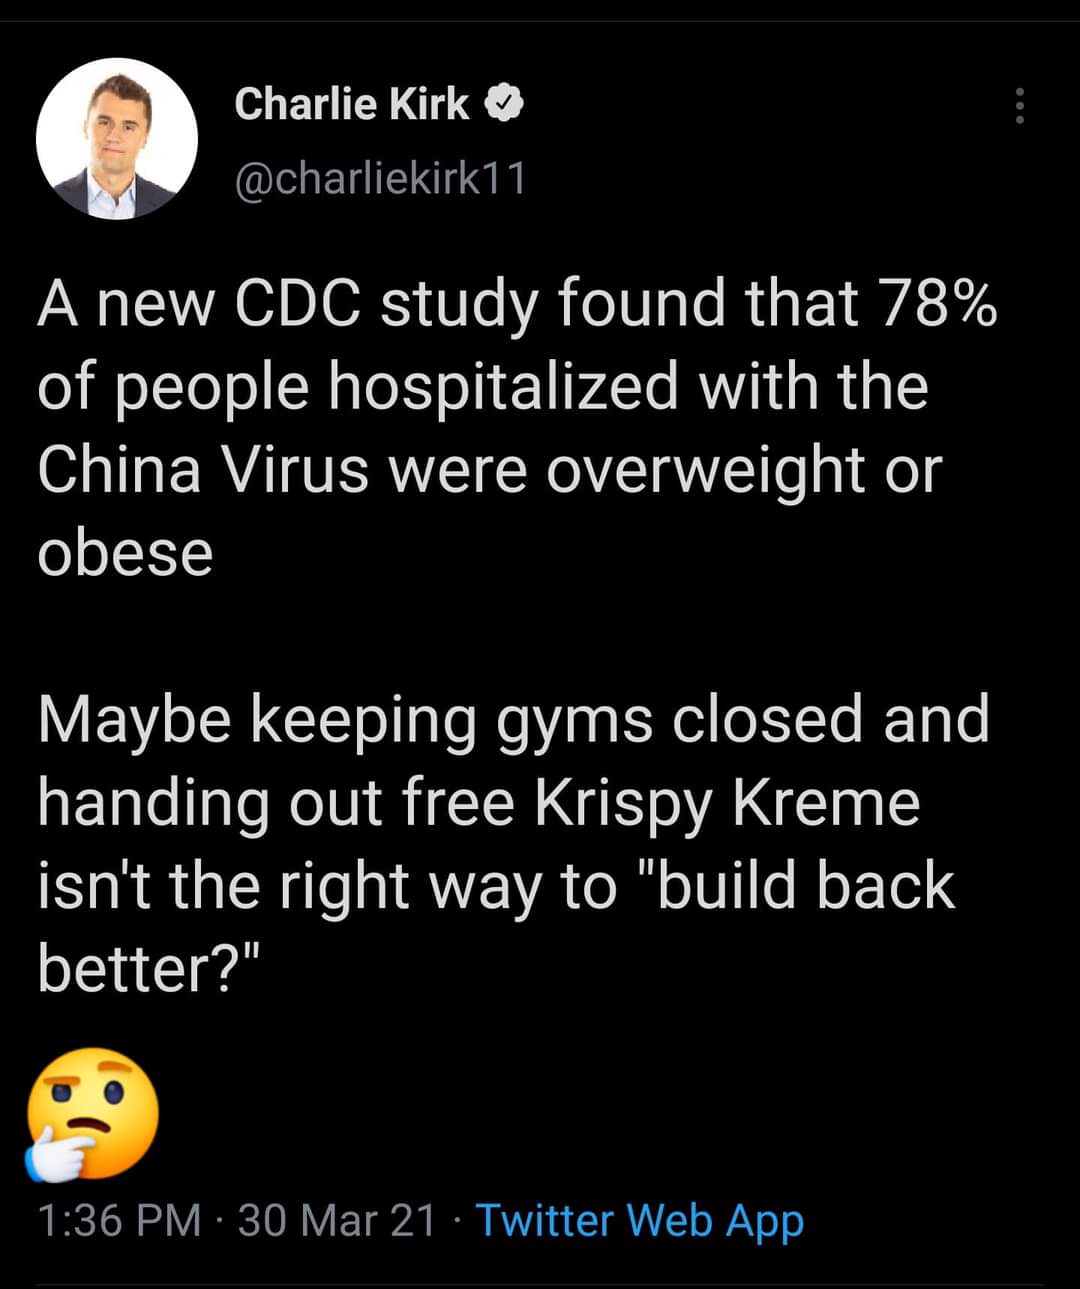 Charlie Kirk
@charliekirk11
A new CDC study found that 78%
of people hospitalized with the
China Virus were overweight or
obese
Maybe keeping gyms closed and
handing out free Krispy Kreme
isn't the right way to "build back
better?"
1:36 PM · 30 Mar 21 · Twitter Web App